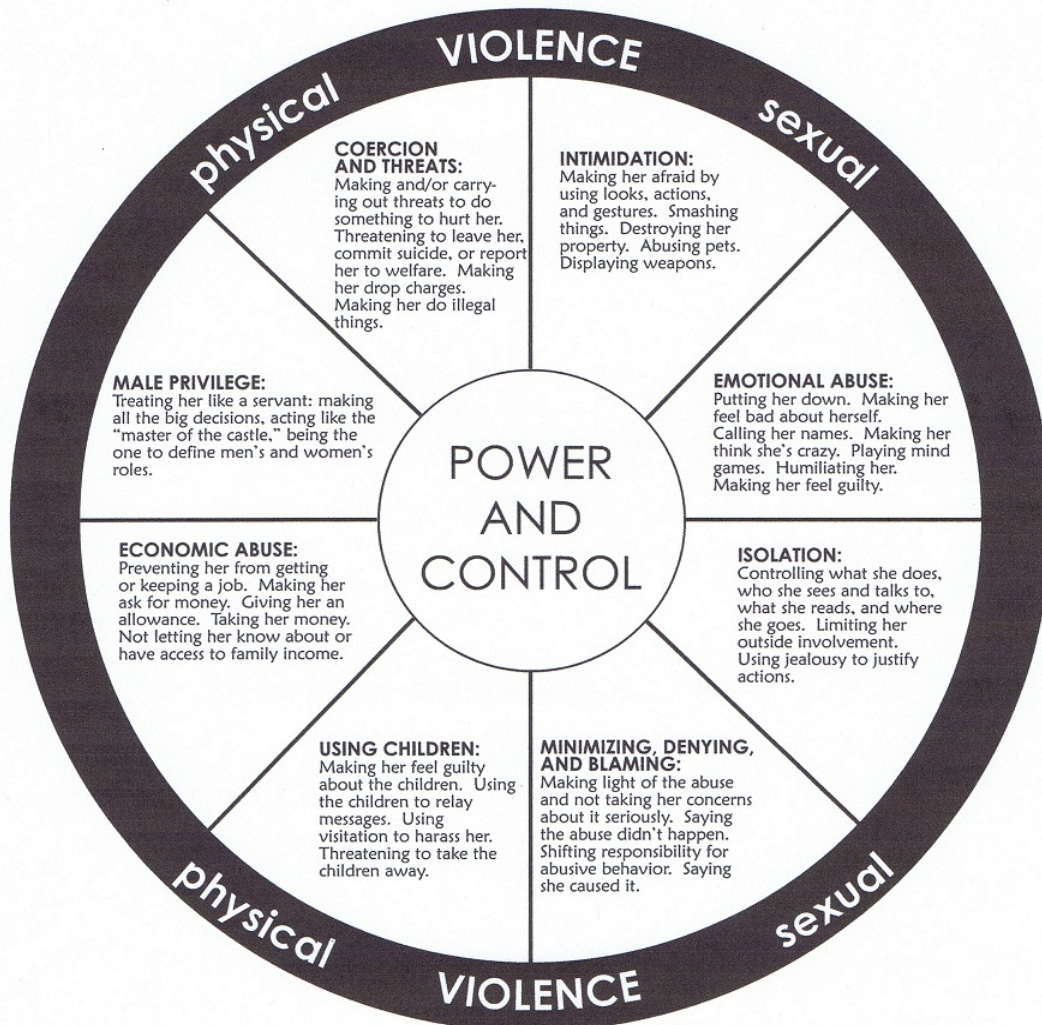 VIOLENCE
physical
sexual
COERCION
AND THREATS:
Making and/or carry-
ing out threats to do
something to hurt her.
Threatening to leave her,
commit suicide, or report
her to welfare. Making
her drop charges.
Making her do illegal
things.
INTIMIDATION:
Making her afraid by
using looks, actions,
and gestures. Smashing
things. Destroying her
property. Abusing pets.
Displaying weapons.
MALE PRIVILEGE:
Treating her like a servant: making
all the big decisions, acting like the
“master of the castle,” being the
one to define men’s and women’s
roles.
EMOTIONAL ABUSE:
Putting her down. Making her
feel bad about herself.
Calling her names. Making her
think she’s crazy. Playing mind
games. Humiliating her.
Making her feel guilty.
POWER
AND
CONTROL
ECONOMIC ABUSE:
Preventing her from getting
or keeping a job. Making her
ask for money. Giving her an
allowance. Taking her money.
Not letting her know about or
have access to family income.
ISOLATION:
Controlling what she does,
who she sees and talks to,
what she reads, and where
she goes. Limiting her
outside involvement.
Using jealousy to justify
actions.
USING CHILDREN:
Making her feel guilty
about the children. Using
the children to relay
messages. Using
visitation to harass her.
Threatening to take the
children away.
MINIMIZING, DENYING,
AND BLAMING:
Making light of the abuse
and not taking her concerns
about it seriously. Saying
the abuse didn’t happen.
Shifting responsibility for
abusive behavior. Saying
she caused it.
physical
sexual
VIOLENCE